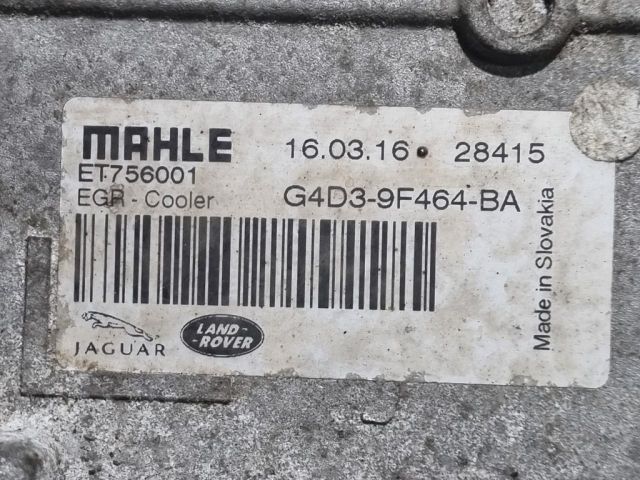 MAHLE 16.03.16 28415
ET756001
EGR - Cooler G4D3-9F464-BA
Made in Slovakia
JAGUAR
LAND-
ROVER